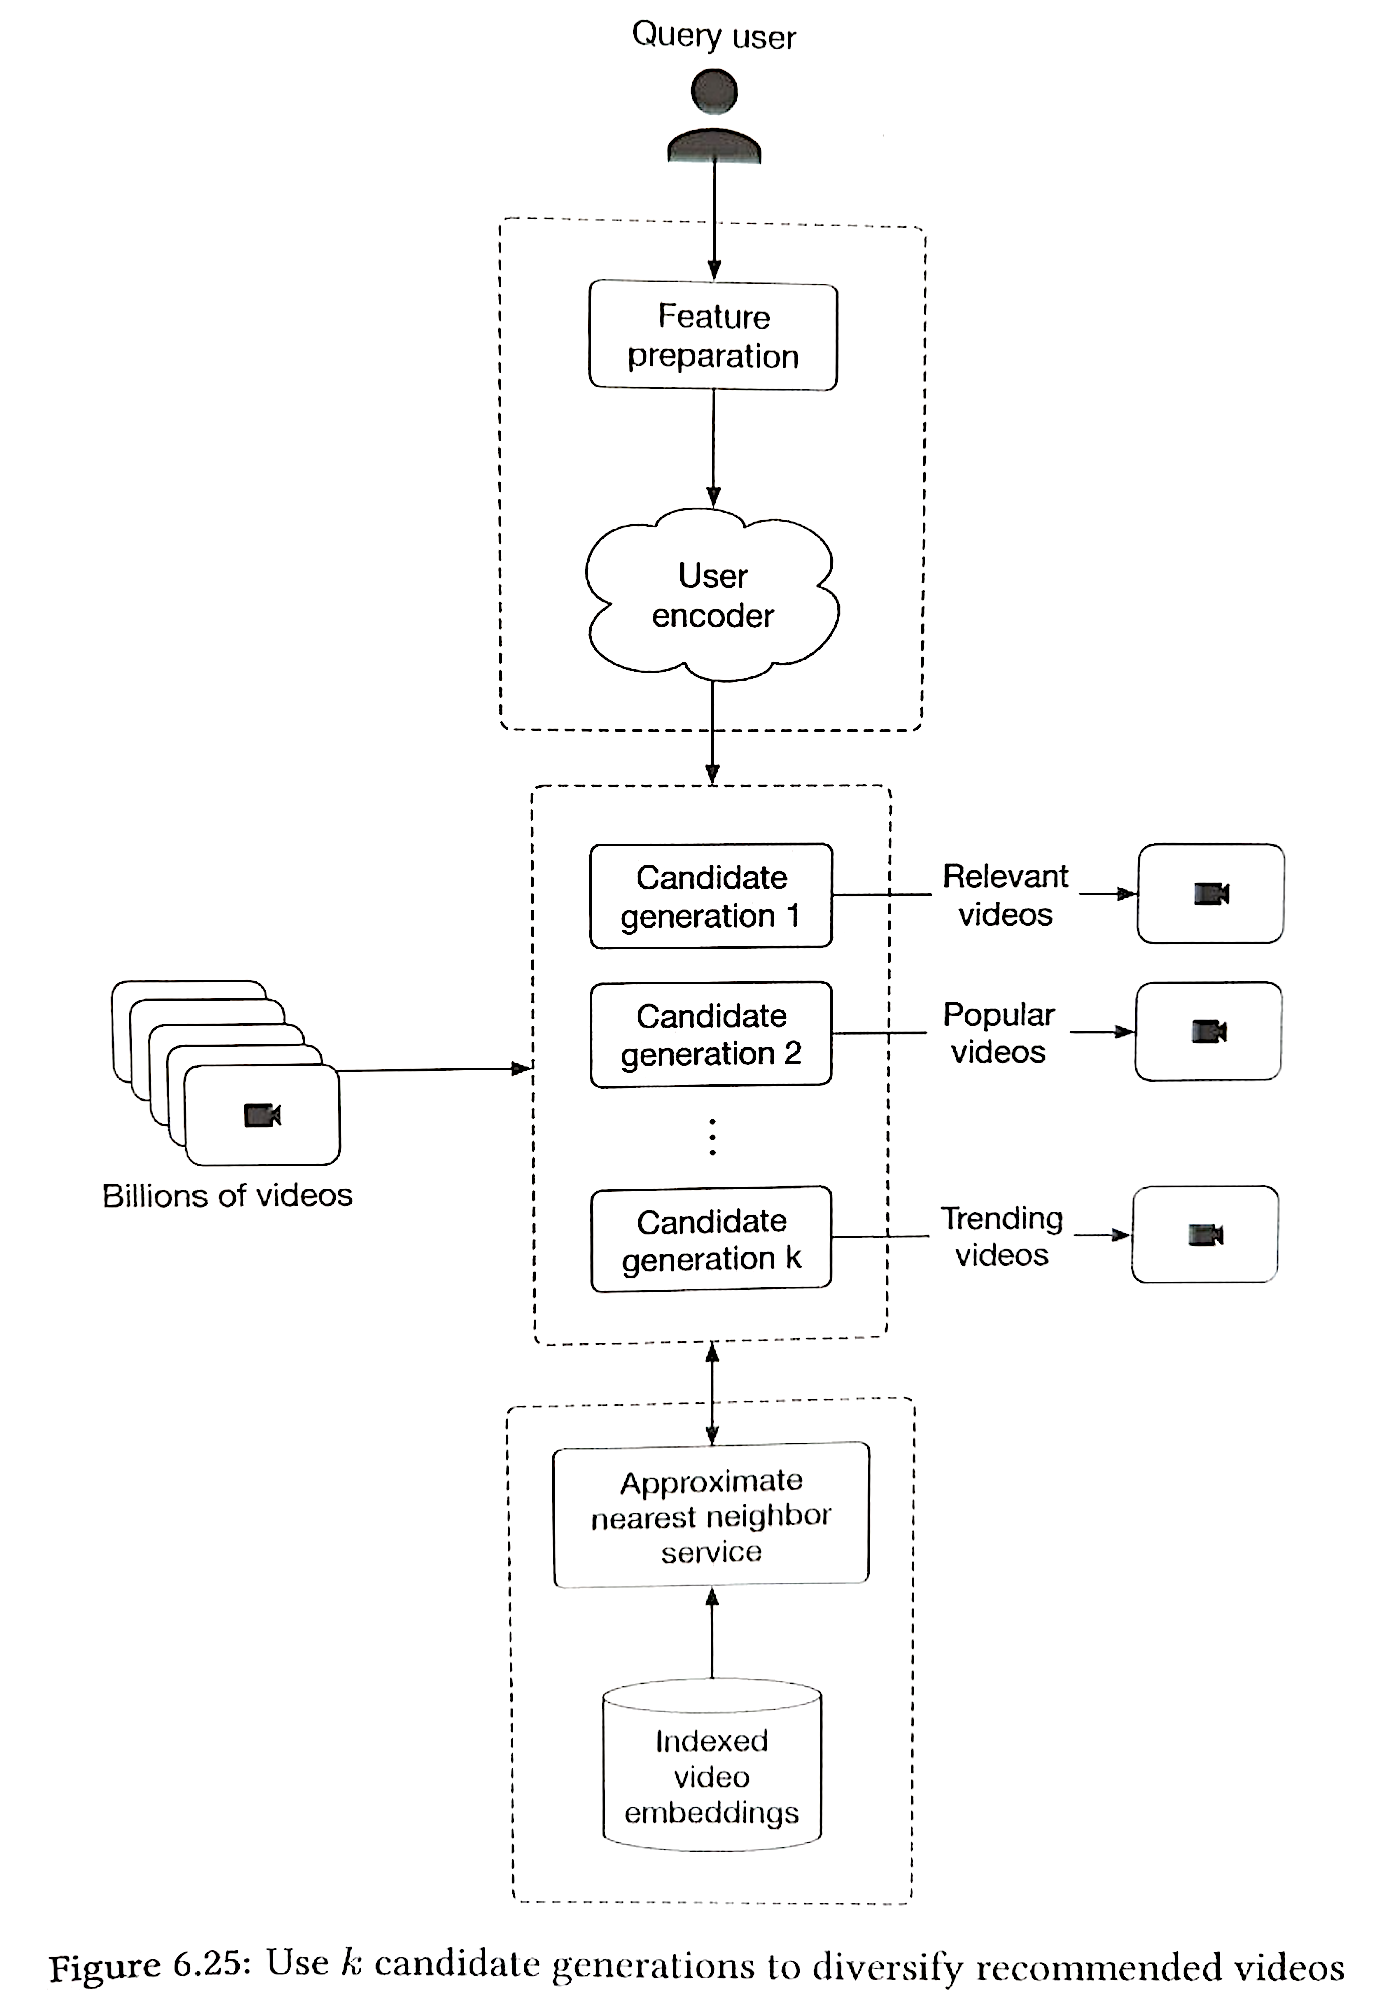 Query user
Feature
preparation
User
encoder
Candidate
generation 1
Relevant
videos
Candidate
generation 2
Popular
videos
Billions of videos
Candidate
generation k
Trending
videos
Approximate
nearest neighbor
service
Indexed
video
embeddings
Figure 6.25: Use k candidate generations to diversify recommended videos